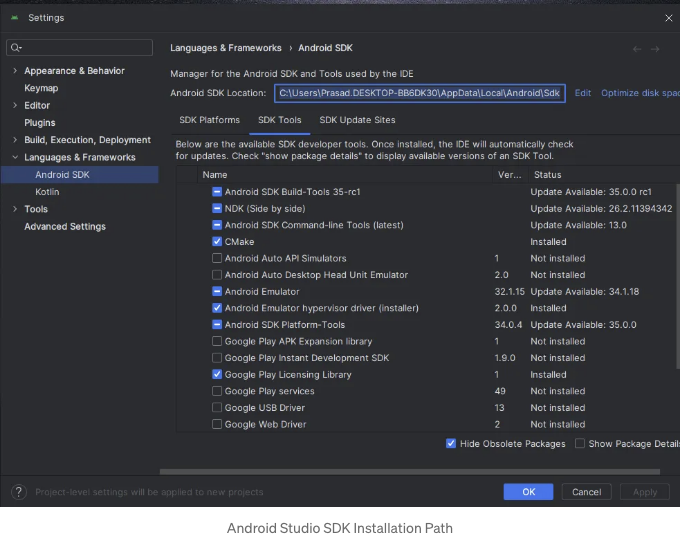 Settings
Languages & Frameworks › Android SDK
Appearance & Behavior
Keymap
Editor
Plugins
Build, Execution, Deployment
Languages & Frameworks
Android SDK
Kotlin
Tools
Advanced Settings
Manager for the Android SDK and Tools used by the IDE
Android SDK Location: C:\Users\Prasad.DESKTOP-BB6DK30\AppData\Local\Android\Sdk Edit Optimize disk spac
SDK Platforms SDK Tools SDK Update Sites
Below are the available SDK developer tools. Once installed, the IDE will automatically check
for updates. Check "show package details" to display available versions of an SDK Tool.
Name Ver... Status
Android SDK Build-Tools 35-rc1 Update Available: 35.0.0 rc1
NDK (Side by side) Update Available: 26.2.11394342
Android SDK Command-line Tools (latest) Update Available: 13.0
CMake Installed
Android Auto API Simulators 1 Not installed
Android Auto Desktop Head Unit Emulator 2.0 Not installed
Android Emulator 32.1.15 Update Available: 34.1.18
Android Emulator hypervisor driver (installer) 2.0.0 Installed
Android SDK Platform-Tools 34.0.4 Update Available: 35.0.0
Google Play APK Expansion library 1 Not installed
Google Play Instant Development SDK 1.9.0 Not installed
Google Play Licensing Library 1 Installed
Google Play services 49 Not installed
Google USB Driver 13 Not installed
Google Web Driver 2 Not installed
Hide Obsolete Packages Show Package Details
? Project-level settings will be applied to new projects
OK Cancel Apply
Android Studio SDK Installation Path